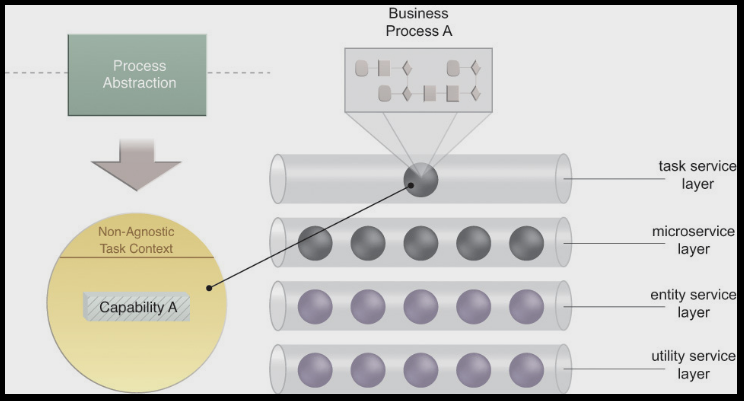 Business
Process A
Process
Abstraction
task service
layer
Non-Agnostic
Task Context
microservice
layer
Capability A
entity service
layer
utility service
layer